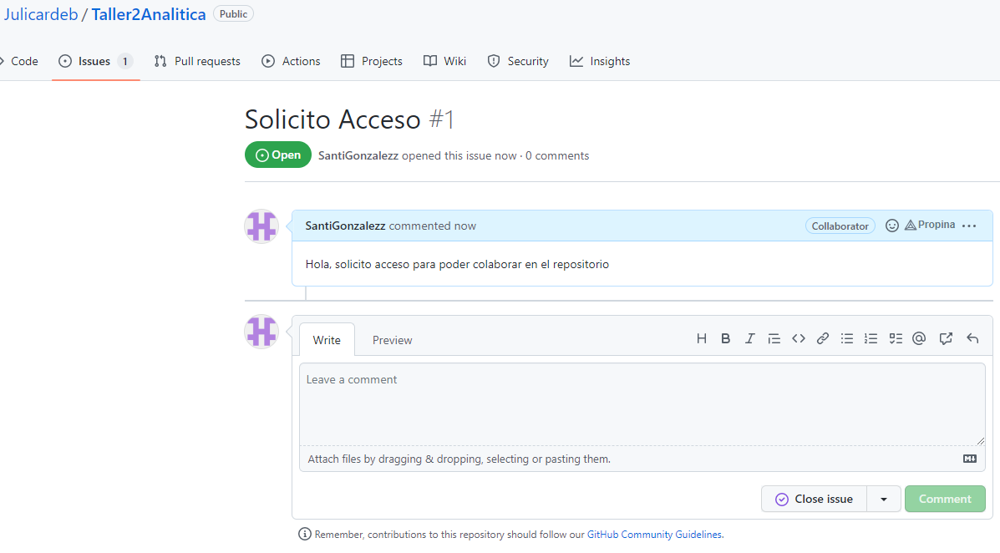 Julicardeb / Taller2Analitica Public
Code Issues 1 Pull requests Actions Projects Wiki Security Insights
Solicito Acceso #1
Open SantiGonzalezz opened this issue now · 0 comments
SantiGonzalezz commented now Collaborator Propina
Hola, solicito acceso para poder colaborar en el repositorio
Write Preview
Leave a comment
Attach files by dragging & dropping, selecting or pasting them.
Close issue Comment
Remember, contributions to this repository should follow our GitHub Community Guidelines.